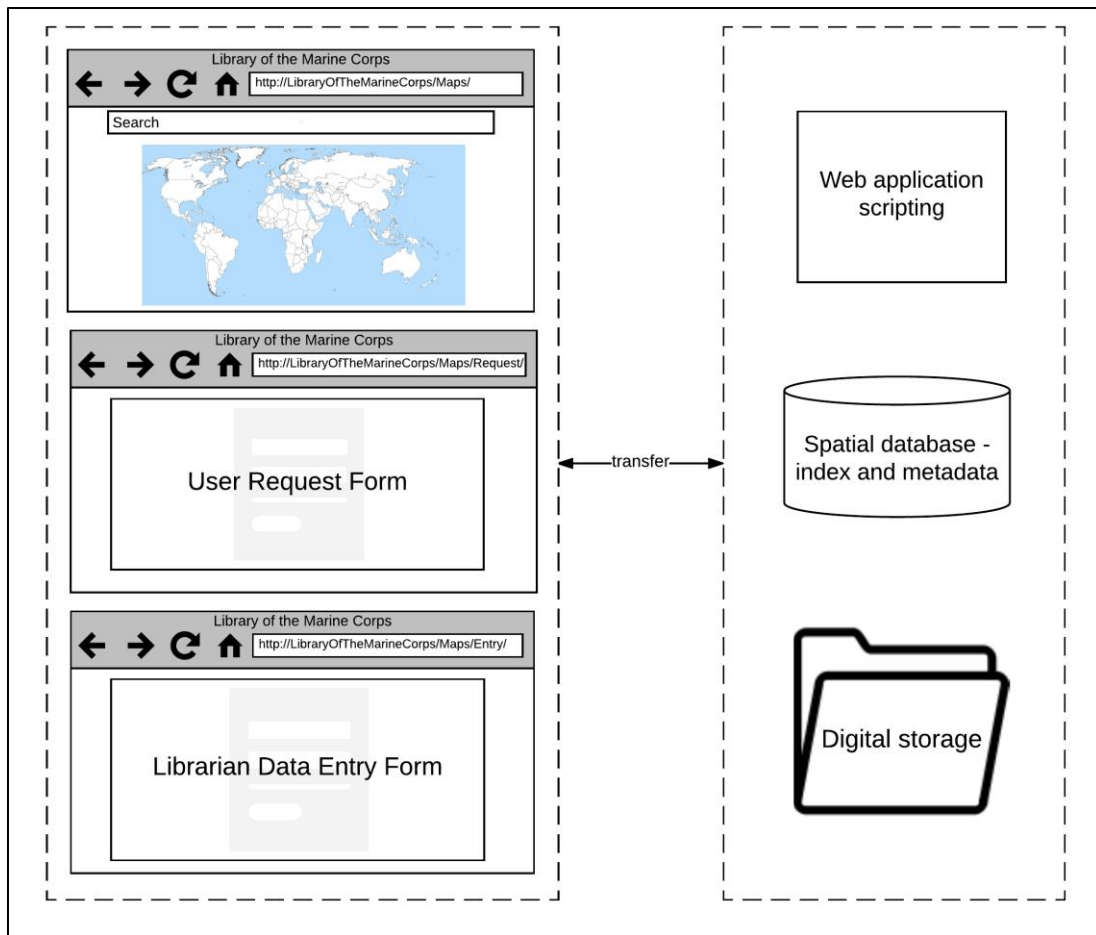 Library of the Marine Corps
http://LibraryOfTheMarineCorps/Maps/
Search
Library of the Marine Corps
http://LibraryOfTheMarineCorps/Maps/Request/
User Request Form
Library of the Marine Corps
http://LibraryOfTheMarineCorps/Maps/Entry/
Librarian Data Entry Form
transfer
Web application
scripting
Spatial database -
index and metadata
Digital storage